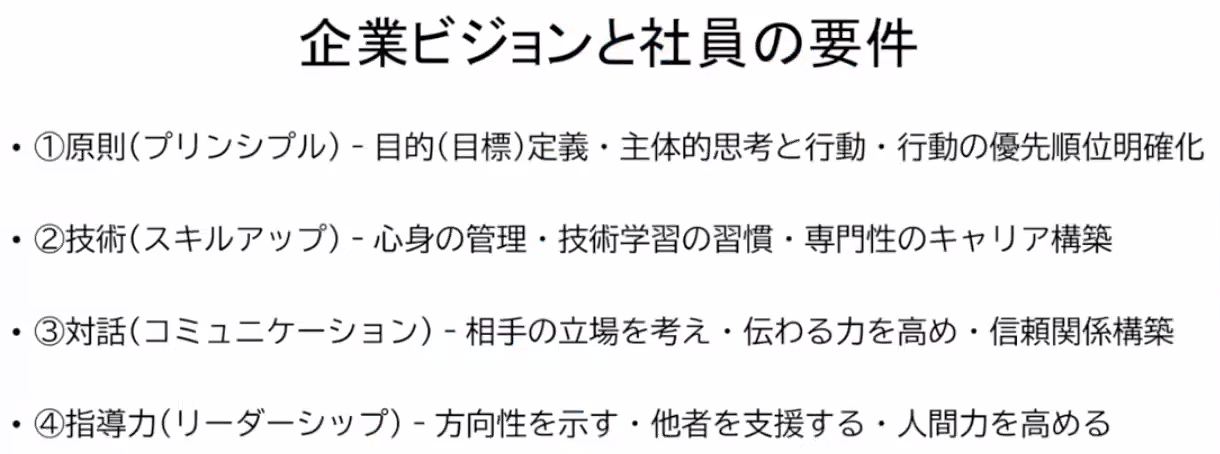 企業ビジョンと社員の要件
• ①原則(プリンシプル) - 目的(目標)定義・主体的思考と行動・行動の優先順位明確化
• ②技術(スキルアップ) - 心身の管理・技術学習の習慣・専門性のキャリア構築
• ③対話(コミュニケーション) - 相手の立場を考え・伝わる力を高め・信頼関係構築
• ④指導力(リーダーシップ) - 方向性を示す・他者を支援する・人間力を高める